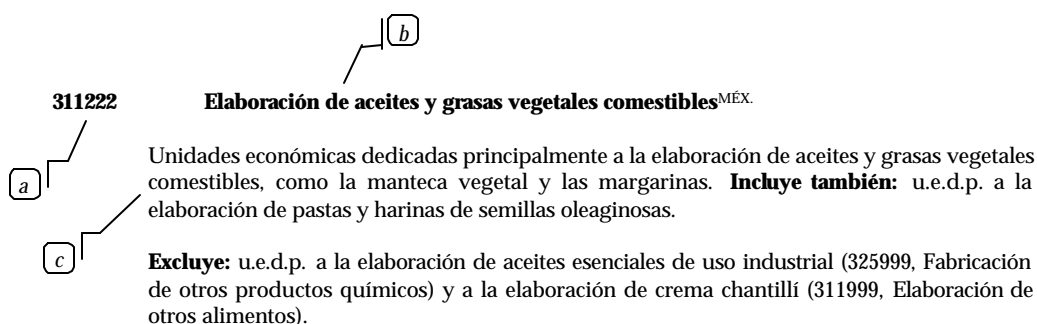 b
311222 Elaboración de aceites y grasas vegetales comestiblesMÉX.
Unidades económicas dedicadas principalmente a la elaboración de aceites y grasas vegetales
a
comestibles, como la manteca vegetal y las margarinas. Incluye también: u.e.d.p. a la
elaboración de pastas y harinas de semillas oleaginosas.
c
Excluye: u.e.d.p. a la elaboración de aceites esenciales de uso industrial (325999, Fabricación
de otros productos químicos) y a la elaboración de crema chantillí (311999, Elaboración de
otros alimentos).